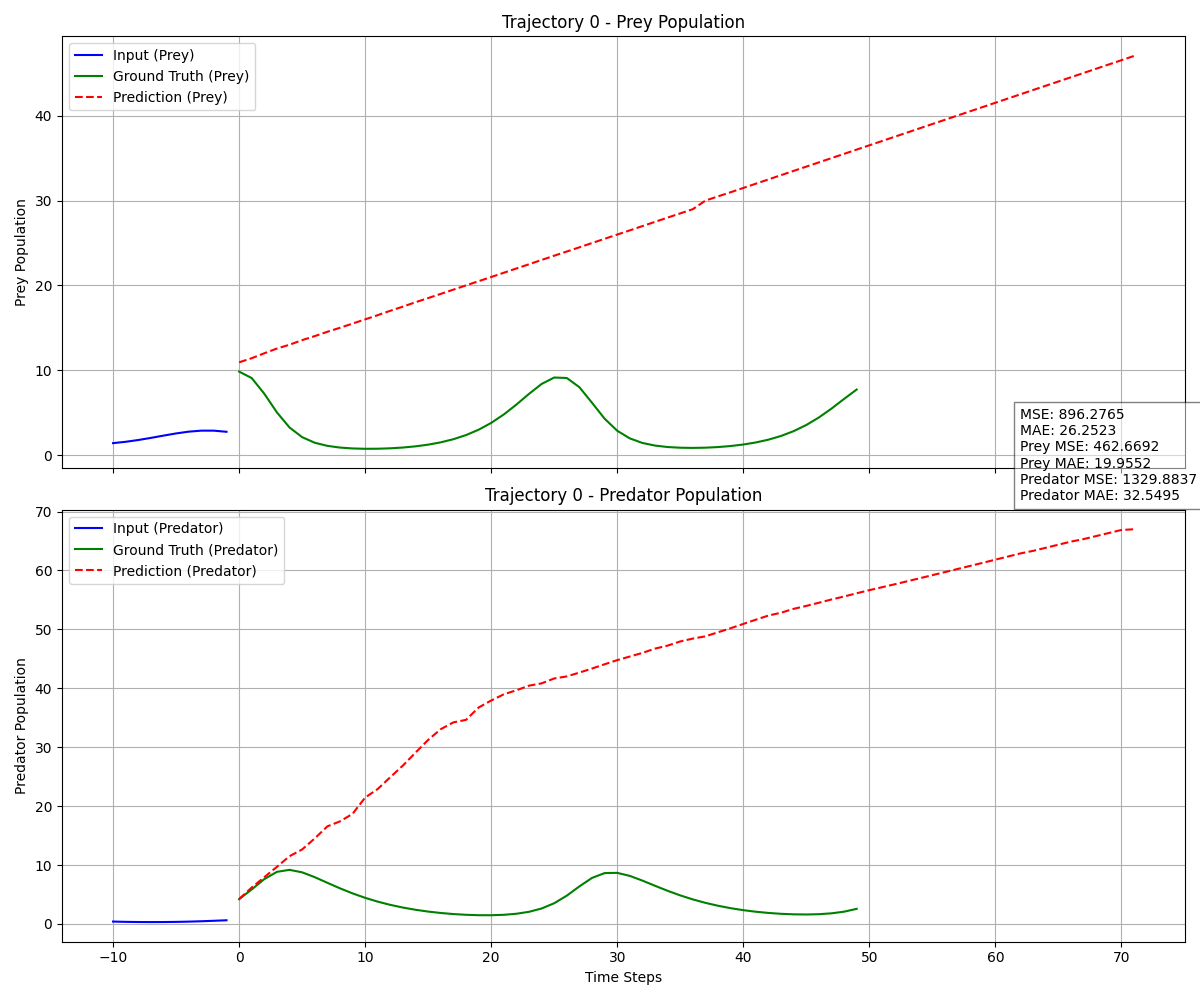 Trajectory 0 - Prey Population
Input (Prey)
Ground Truth (Prey)
Prediction (Prey)
Prey Population
40
30
20
10
0
MSE: 896.2765
MAE: 26.2523
Prey MSE: 462.6692
Prey MAE: 19.9552
Predator MSE: 1329.8837
Predator MAE: 32.5495
Trajectory 0 - Predator Population
Input (Predator)
Ground Truth (Predator)
Prediction (Predator)
Predator Population
70
60
50
40
30
20
10
0
−10 0 10 20 30 40 50 60 70
Time Steps